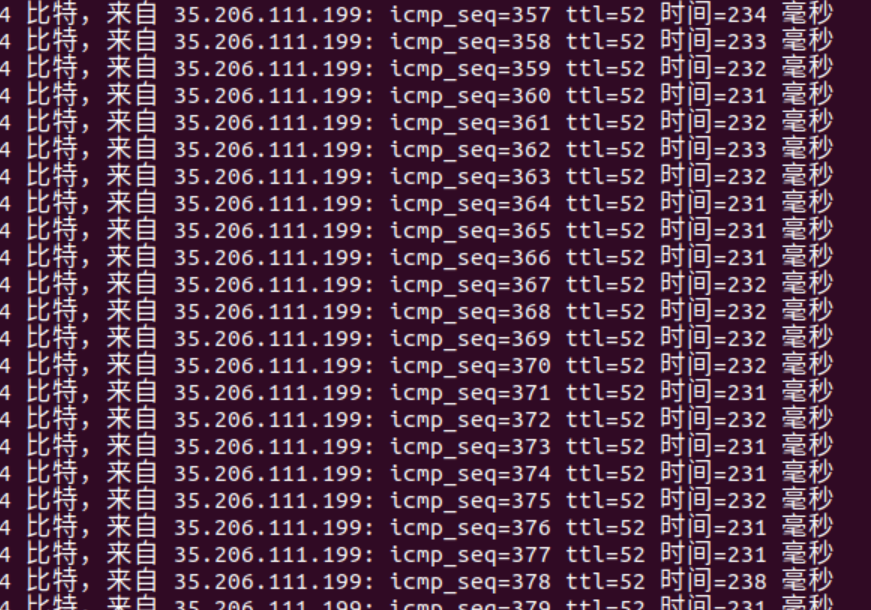 4 比特，来自 35.206.111.199: icmp_seq=357 ttl=52 时间=234 毫秒
4 比特，来自 35.206.111.199: icmp_seq=358 ttl=52 时间=233 毫秒
4 比特，来自 35.206.111.199: icmp_seq=359 ttl=52 时间=232 毫秒
4 比特，来自 35.206.111.199: icmp_seq=360 ttl=52 时间=231 毫秒
4 比特，来自 35.206.111.199: icmp_seq=361 ttl=52 时间=232 毫秒
4 比特，来自 35.206.111.199: icmp_seq=362 ttl=52 时间=233 毫秒
4 比特，来自 35.206.111.199: icmp_seq=363 ttl=52 时间=232 毫秒
4 比特，来自 35.206.111.199: icmp_seq=364 ttl=52 时间=231 毫秒
4 比特，来自 35.206.111.199: icmp_seq=365 ttl=52 时间=231 毫秒
4 比特，来自 35.206.111.199: icmp_seq=366 ttl=52 时间=231 毫秒
4 比特，来自 35.206.111.199: icmp_seq=367 ttl=52 时间=232 毫秒
4 比特，来自 35.206.111.199: icmp_seq=368 ttl=52 时间=232 毫秒
4 比特，来自 35.206.111.199: icmp_seq=369 ttl=52 时间=232 毫秒
4 比特，来自 35.206.111.199: icmp_seq=370 ttl=52 时间=232 毫秒
4 比特，来自 35.206.111.199: icmp_seq=371 ttl=52 时间=231 毫秒
4 比特，来自 35.206.111.199: icmp_seq=372 ttl=52 时间=232 毫秒
4 比特，来自 35.206.111.199: icmp_seq=373 ttl=52 时间=231 毫秒
4 比特，来自 35.206.111.199: icmp_seq=374 ttl=52 时间=231 毫秒
4 比特，来自 35.206.111.199: icmp_seq=375 ttl=52 时间=232 毫秒
4 比特，来自 35.206.111.199: icmp_seq=376 ttl=52 时间=231 毫秒
4 比特，来自 35.206.111.199: icmp_seq=377 ttl=52 时间=231 毫秒
4 比特，来自 35.206.111.199: icmp_seq=378 ttl=52 时间=238 毫秒
4 比特，来自 35.206.111.199: icmp_seq=379 ttl=52 时间=231 毫秒